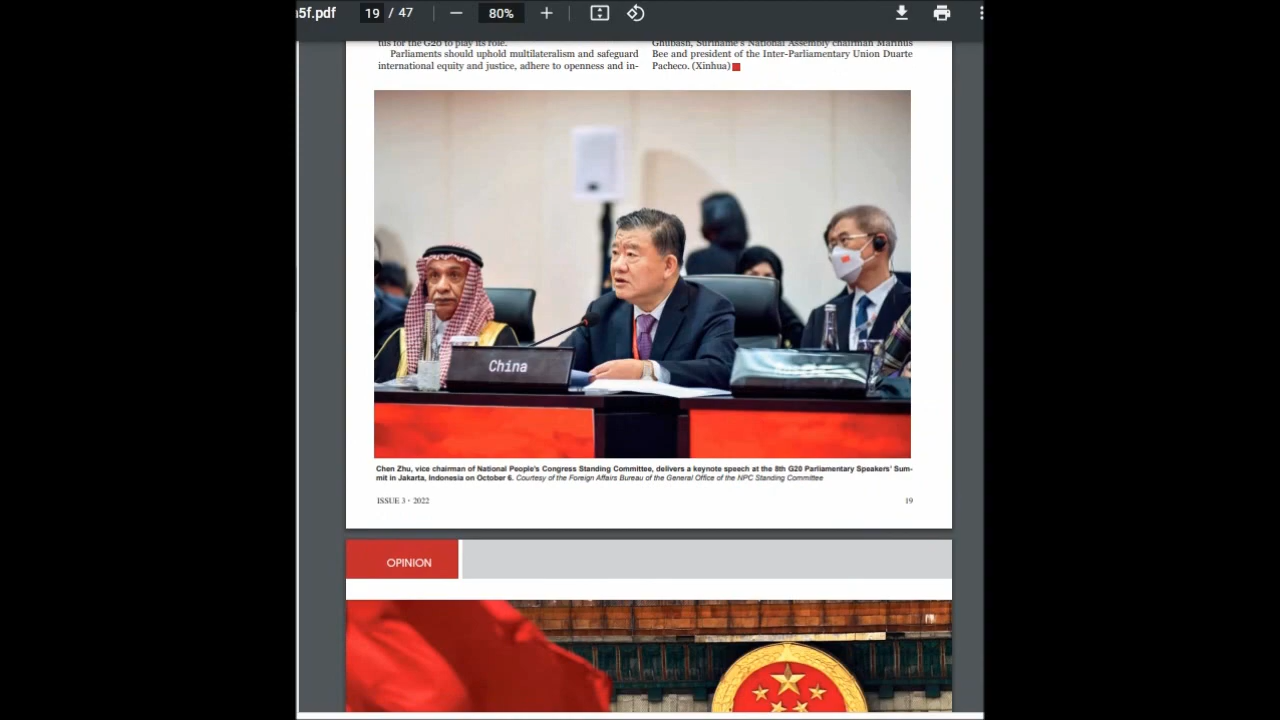 ı5f.pdf
19 / 47
80%
tus for the G20 to play its role.
Parliaments should uphold multilateralism and safeguard
international equity and justice, adhere to openness and in-
Ghubash, Suriname's National Assembly chairman Marinus
Bee and president of the Inter-Parliamentary Union Duarte
Pacheco. (Xinhua)
China
Chen Zhu, vice chairman of National People's Congress Standing Committee, delivers a keynote speech at the 8th G20 Parliamentary Speakers' Sum-
mit in Jakarta, Indonesia on October 6. Courtesy of the Foreign Affairs Bureau of the General Office of the NPC Standing Committee
ISSUE 3 · 2022
19
OPINION